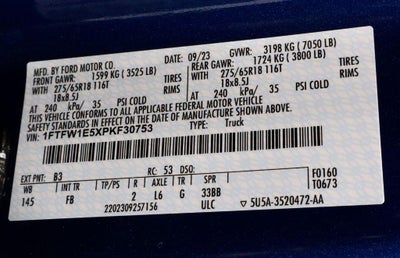 MFD. BY FORD MOTOR CO. DATE: 09/23 GVWR: 3198 KG ( 7050 LB)
FRONT GAWR: 1599 KG ( 3525 LB) REAR GAWR: 1724 KG ( 3800 LB)
WITH WITH
275/65R18 116T TIRES 275/65R18 116T TIRES
18x8.5J RIMS 18x8.5J RIMS
AT 240 kPa/ 35 PSI COLD AT 240 kPa/ 35 PSI COLD
THIS VEHICLE CONFORMS TO ALL APPLICABLE FEDERAL MOTOR VEHICLE
SAFETY STANDARDS IN EFFECT ON THE DATE OF MANUFACTURE SHOWN ABOVE.
VIN: 1FTFW1E5XPKF30753 TYPE: Truck
EXT PNT: B3 RC: 53 DSO: F0160
WB INT TR TP/PS R AXLE TR SPR T0673
145 FB 2 L6 G 33BB
2202309257156 ULC ▽ 5U5A-3520472-AA